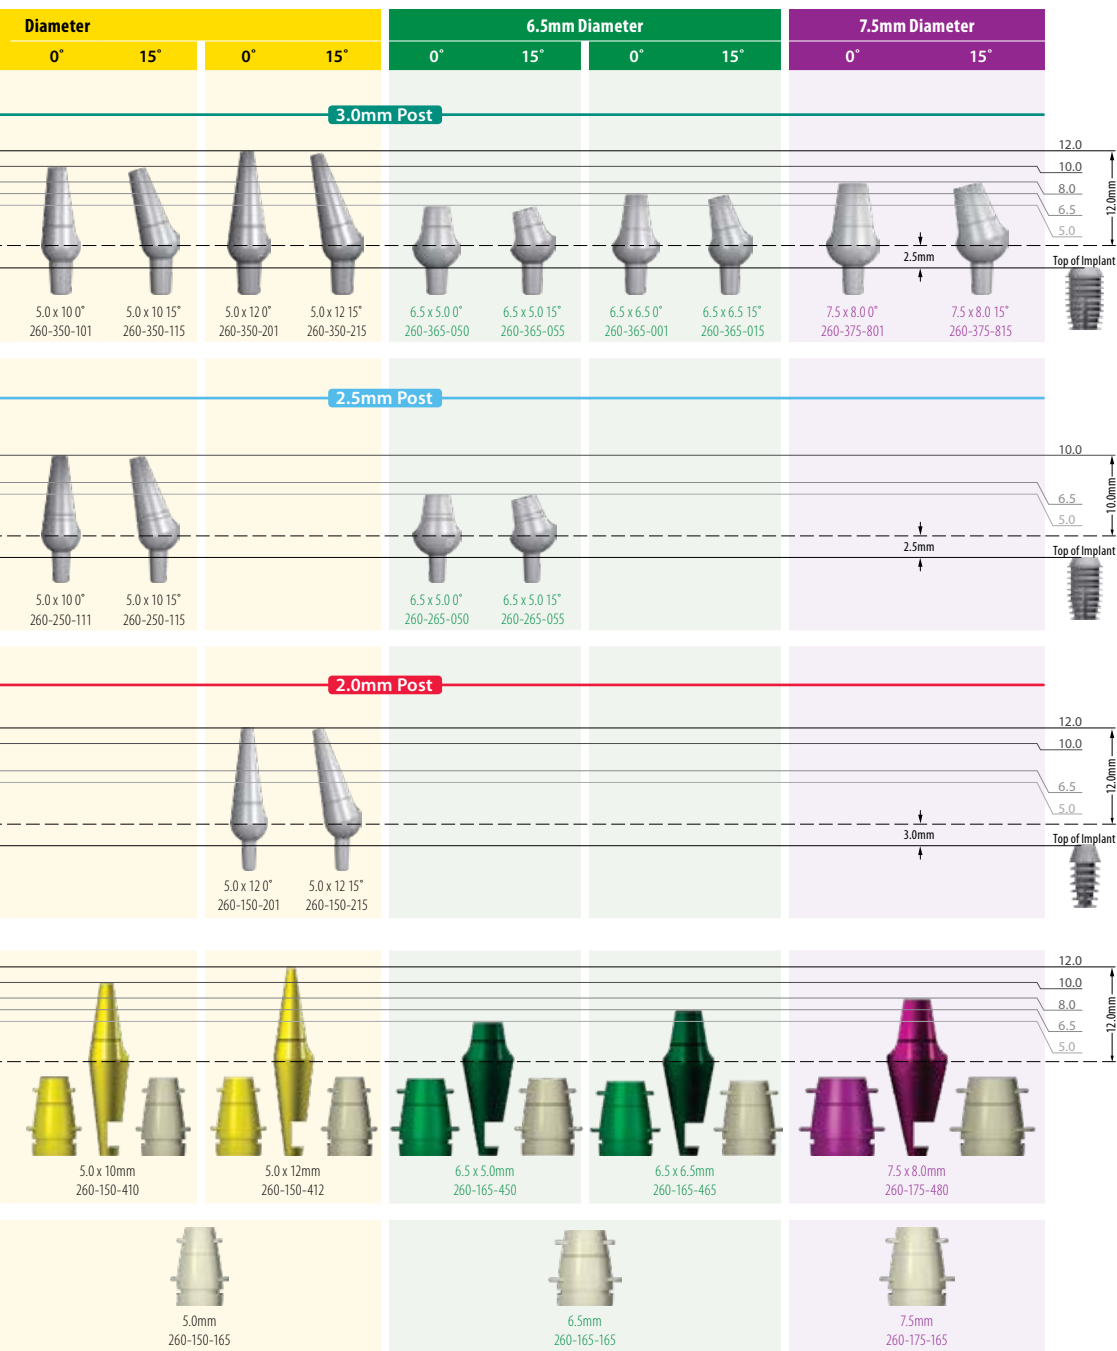 Diameter
6.5mm Diameter
7.5mm Diameter
0˚ 15˚ 0˚ 15˚ 0˚ 15˚ 0˚ 15˚ 0˚ 15˚
3.0mm Post
12.0
10.0
8.0
6.5
5.0
12.0mm
2.5mm
Top of Implant
5.0 x 10 0˚ 5.0 x 10 15˚ 5.0 x 12 0˚ 5.0 x 12 15˚ 6.5 x 5.0 0˚ 6.5 x 5.0 15˚ 6.5 x 6.5 0˚ 6.5 x 6.5 15˚ 7.5 x 8.0 0˚ 7.5 x 8.0 15˚
260-350-101 260-350-115 260-350-201 260-350-215 260-365-050 260-365-055 260-365-001 260-365-015 260-375-801 260-375-815
2.5mm Post
10.0
6.5
5.0
10.0mm
2.5mm
Top of Implant
5.0 x 10 0˚ 5.0 x 10 15˚ 6.5 x 5.0 0˚ 6.5 x 5.0 15˚
260-250-111 260-250-115 260-265-050 260-265-055
2.0mm Post
12.0
10.0
6.5
5.0
12.0mm
3.0mm
Top of Implant
5.0 x 12 0˚ 5.0 x 12 15˚
260-150-201 260-150-215
12.0
10.0
8.0
6.5
5.0
12.0mm
5.0 x 10mm 5.0 x 12mm 6.5 x 5.0mm 6.5 x 6.5mm 7.5 x 8.0mm
260-150-410 260-150-412 260-165-450 260-165-465 260-175-480
5.0mm 6.5mm 7.5mm
260-150-165 260-165-165 260-175-165